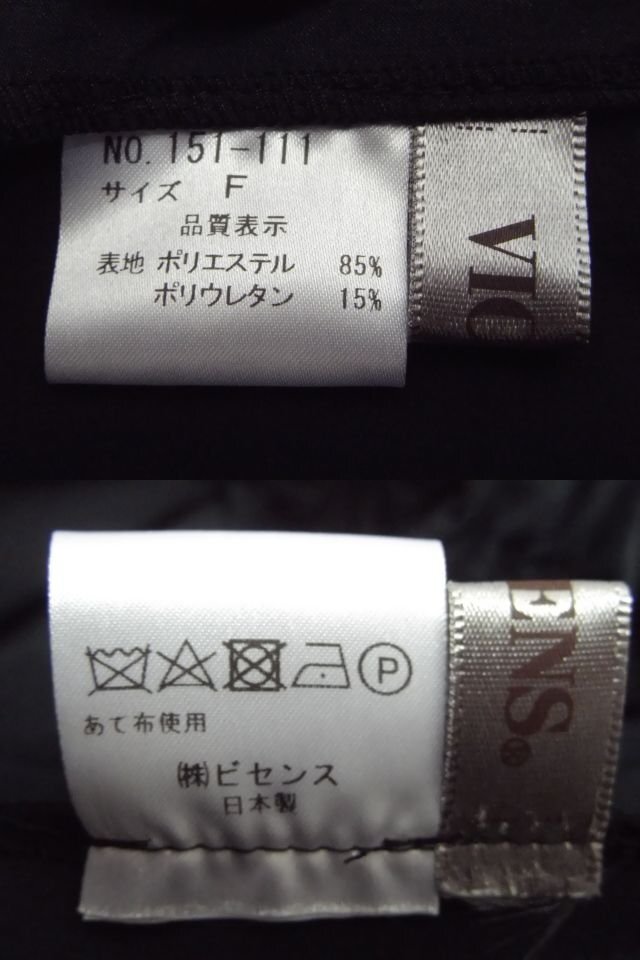 NO. 151-111
サイズ F
品質表示
表地 ポリエステル 85%
ポリウレタン 15%
VIC
P
あて布使用
㈱ビセンス
日本製
ENS®